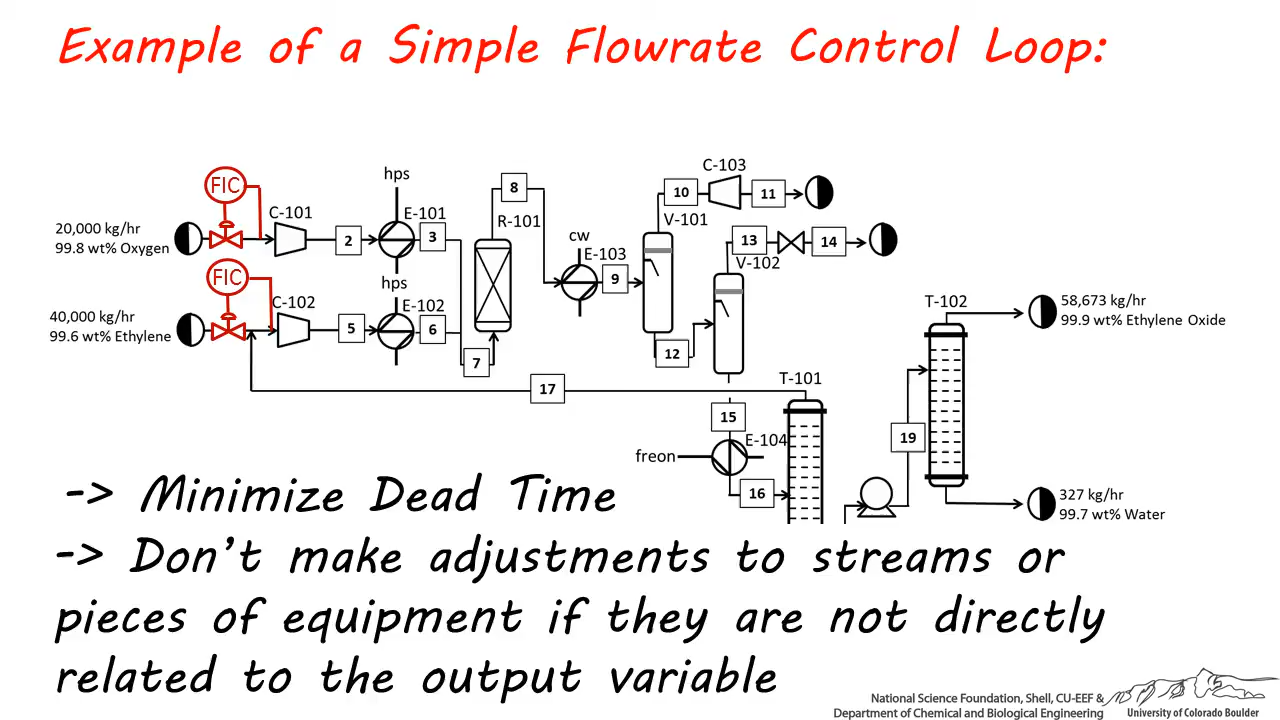 Example of a Simple Flowrate Control Loop:
C-103
hps
8
10
11
FIC
C-101
E-101
R-101
V-101
20,000 kg/hr
99.8 wt% Oxygen
2
3
cw
13
14
E-103
V-102
FIC
hps
9
C-102
E-102
T-102
58,673 kg/hr
99.9 wt% Ethylene Oxide
40,000 kg/hr
99.6 wt% Ethylene
5
6
7
12
T-101
17
15
E-104
19
freon
16
327 kg/hr
99.7 wt% Water
-> Minimize Dead Time
-> Don't make adjustments to streams or
pieces of equipment if they are not directly
related to the output variable
National Science Foundation, Shell, CU-EEF &
Department of Chemical and Biological Engineering
University of Colorado Boulder